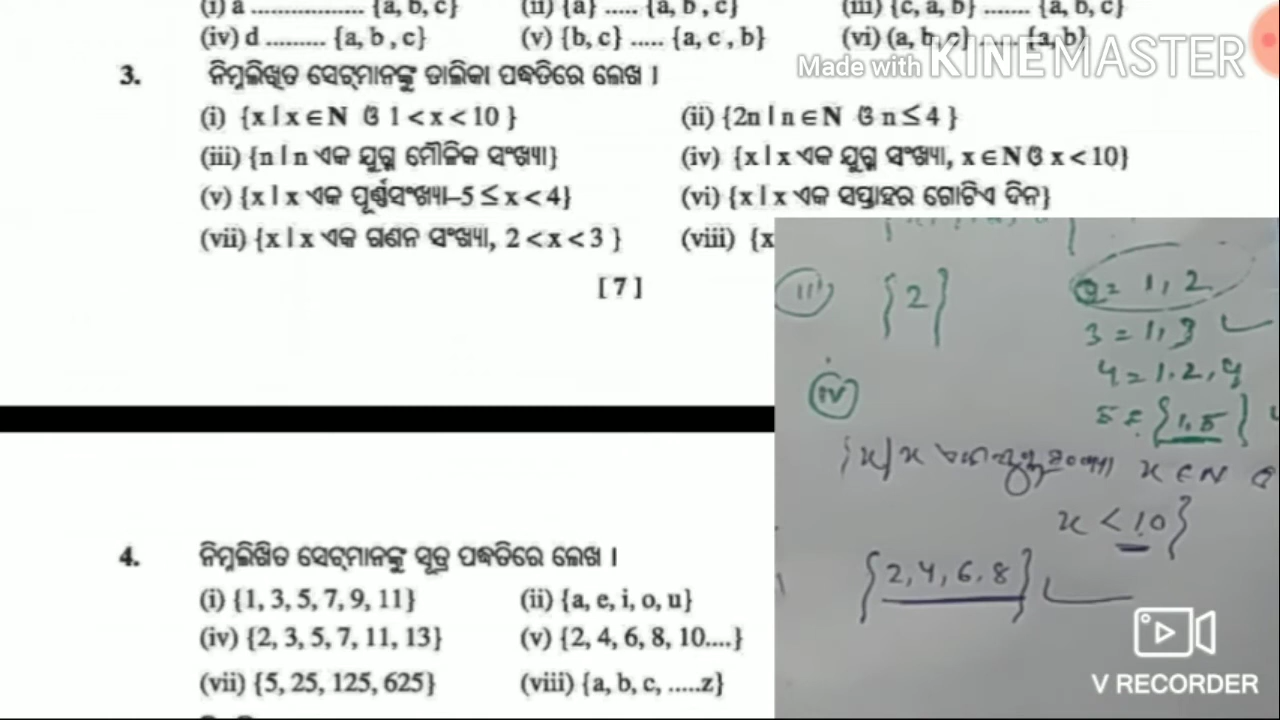 (i) a ................. {a, b, c} (ii) {a} ..... {a, b , c} (iii) {c, a, b} ....... {a, b, c}
(iv) d ......... {a, b , c} (v) {b, c} ..... {a, c , b} (vi) (a, b, c} ..... {a, b}
Made with KINEMASTER
3. ନିମ୍ନଲିଖିତ ସେଟ୍‌ମାନଙ୍କୁ ତାଲିକା ପଦ୍ଧତିରେ ଲେଖ ।
(i) {x | x ∈ N ଓ 1 < x < 10 } (ii) {2n | n ∈ N ଓ n ≤ 4 }
(iii) {n | n ଏକ ଯୁଗ୍ମ ମୌଳିକ ସଂଖ୍ୟା} (iv) {x | x ଏକ ଯୁଗ୍ମ ସଂଖ୍ୟା, x ∈ N ଓ x < 10}
(v) {x | x ଏକ ପୂର୍ଣ୍ଣସଂଖ୍ୟା –5 ≤ x < 4} (vi) {x | x ଏକ ସପ୍ତାହର ଗୋଟିଏ ଦିନ}
(vii) {x | x ଏକ ଗଣନ ସଂଖ୍ୟା, 2 < x < 3 } (viii) {x
[ 7 ]
iii {2} 2 = 1, 2
3 = 1, 3
4 = 1.2, 4
5 = {1, 5}
iv
{x/x ଏକ ଯୁଗ୍ମ ସଂଖ୍ୟା x ∈ N ଓ
x < 10}
{2, 4, 6, 8}
4. ନିମ୍ନଲିଖିତ ସେଟ୍‌ମାନଙ୍କୁ ସୂତ୍ର ପଦ୍ଧତିରେ ଲେଖ ।
(i) {1, 3, 5, 7, 9, 11} (ii) {a, e, i, o, u}
(iv) {2, 3, 5, 7, 11, 13} (v) {2, 4, 6, 8, 10....}
(vii) {5, 25, 125, 625} (viii) {a, b, c, .....z}
V RECORDER